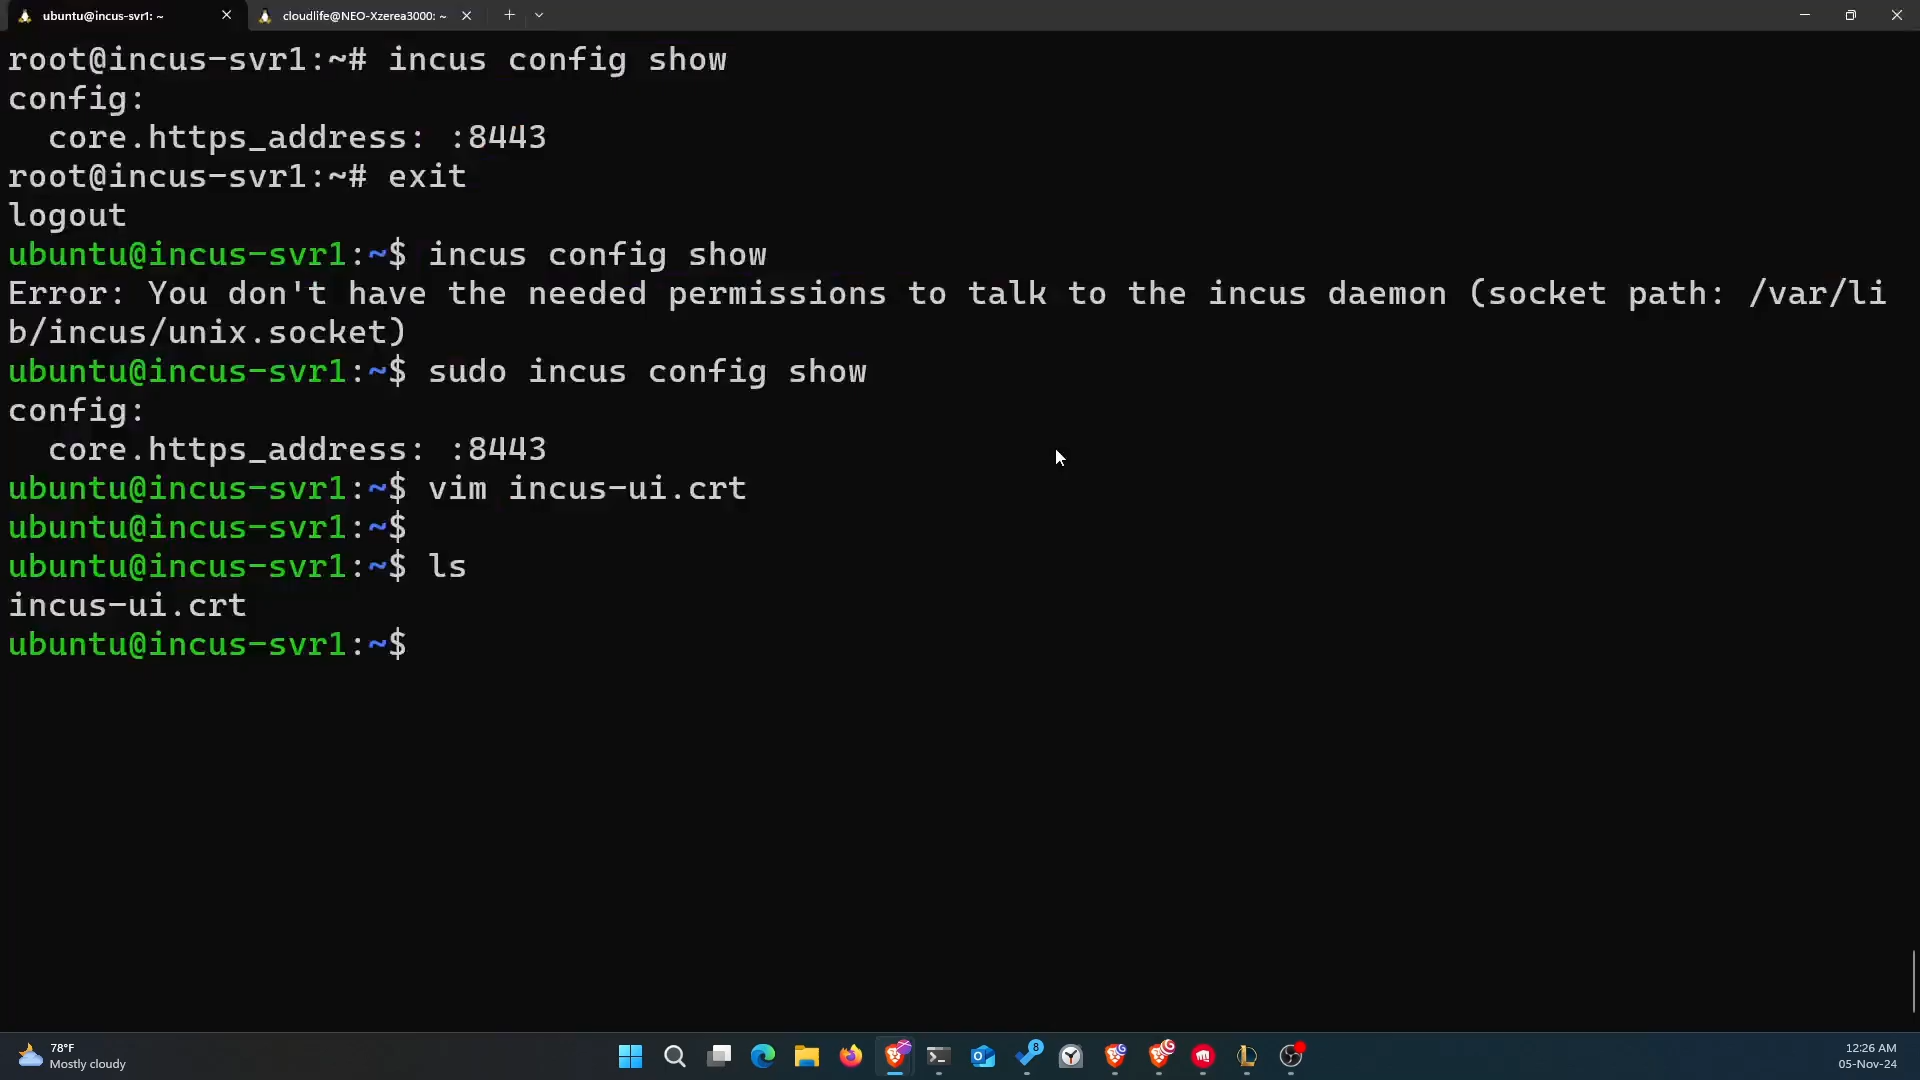 ubuntu@incus-svr1: ~
cloudlife@NEO-Xzerea3000: ~
root@incus-svr1:~# incus config show
config:
  core.https_address: :8443
root@incus-svr1:~# exit
logout
ubuntu@incus-svr1:~$ incus config show
Error: You don't have the needed permissions to talk to the incus daemon (socket path: /var/li
b/incus/unix.socket)
ubuntu@incus-svr1:~$ sudo incus config show
config:
  core.https_address: :8443
ubuntu@incus-svr1:~$ vim incus-ui.crt
ubuntu@incus-svr1:~$
ubuntu@incus-svr1:~$ ls
incus-ui.crt
ubuntu@incus-svr1:~$
78°F
Mostly cloudy
8
12:26 AM
05-Nov-24